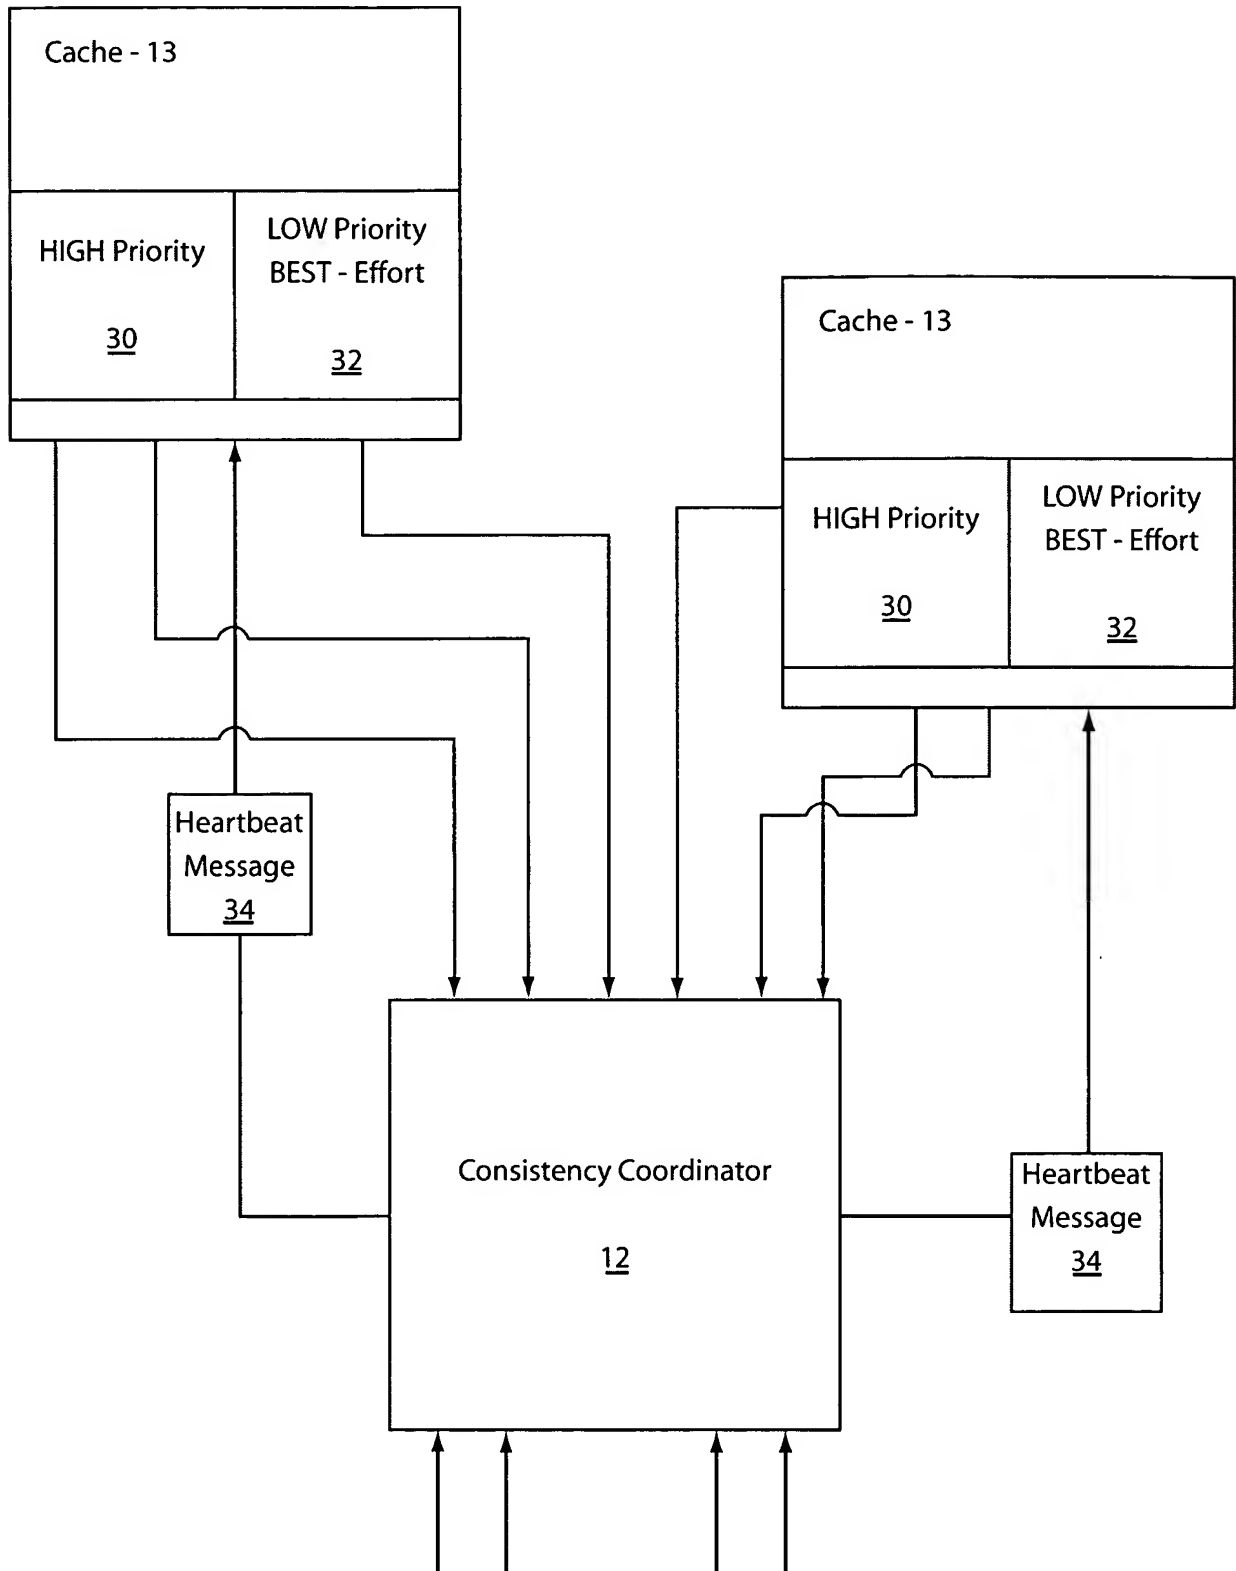 Cache - 13
HIGH Priority
30
LOW Priority
BEST - Effort
32
Cache - 13
HIGH Priority
30
LOW Priority
BEST - Effort
32
Heartbeat
Message
34
Consistency Coordinator
12
Heartbeat
Message
34